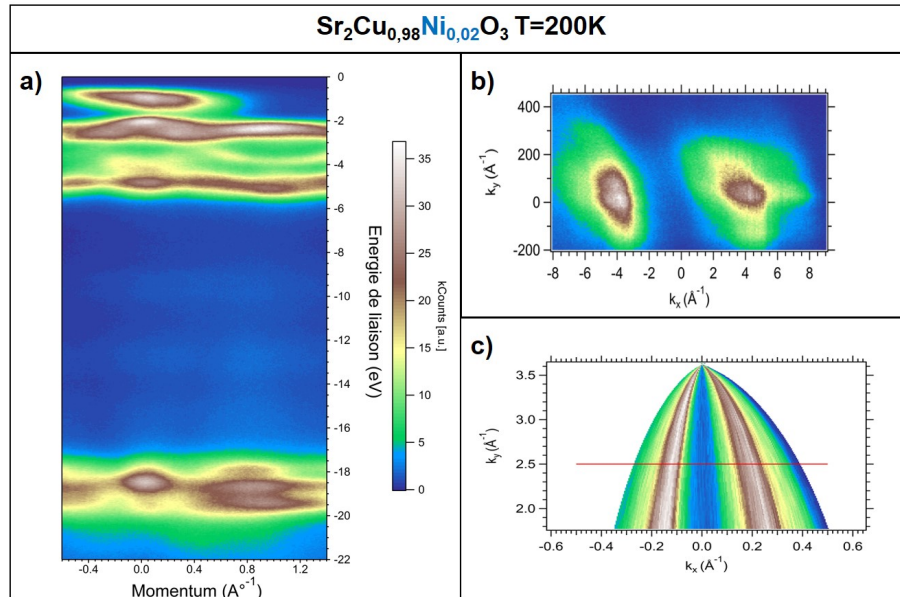 Sr₂Cu₀,₉₈Ni₀,₀₂O₃ T=200K
a)
0
-2
-4
-6
-8
-10
-12
-14
-16
-18
-20
-22
-0.4 0.0 0.4 0.8 1.2
Momentum (A°⁻¹)
Energie de liaison (eV)
35
30
25
20
15
10
5
0
kCounts [a.u.]
b)
400
200
0
-200
ky (Å⁻¹)
-8 -6 -4 -2 0 2 4 6 8
kx (Å⁻¹)
c)
3.5
3.0
2.5
2.0
ky (Å⁻¹)
-0.6 -0.4 -0.2 0.0 0.2 0.4 0.6
kx (Å⁻¹)